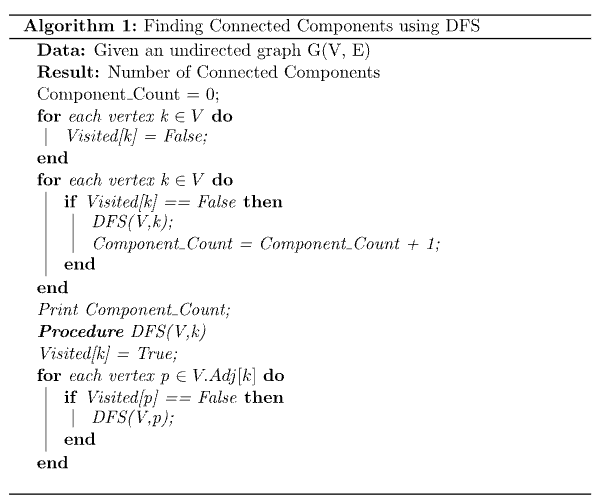 Algorithm 1: Finding Connected Components using DFS
Data: Given an undirected graph G(V, E)
Result: Number of Connected Components
Component_Count = 0;
for each vertex k ∈ V do
Visited[k] = False;
end
for each vertex k ∈ V do
if Visited[k] == False then
DFS(V,k);
Component_Count = Component_Count + 1;
end
end
Print Component_Count;
Procedure DFS(V,k)
Visited[k] = True;
for each vertex p ∈ V.Adj[k] do
if Visited[p] == False then
DFS(V,p);
end
end